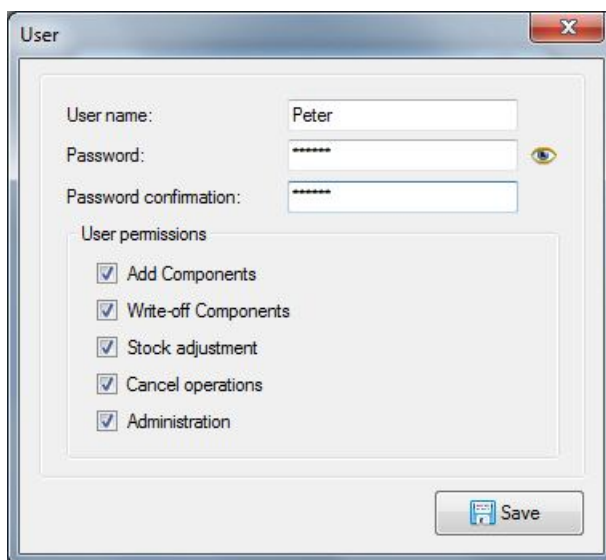 User
User name: Peter
Password: ******
Password confirmation: ******
User permissions
Add Components
Write-off Components
Stock adjustment
Cancel operations
Administration
Save